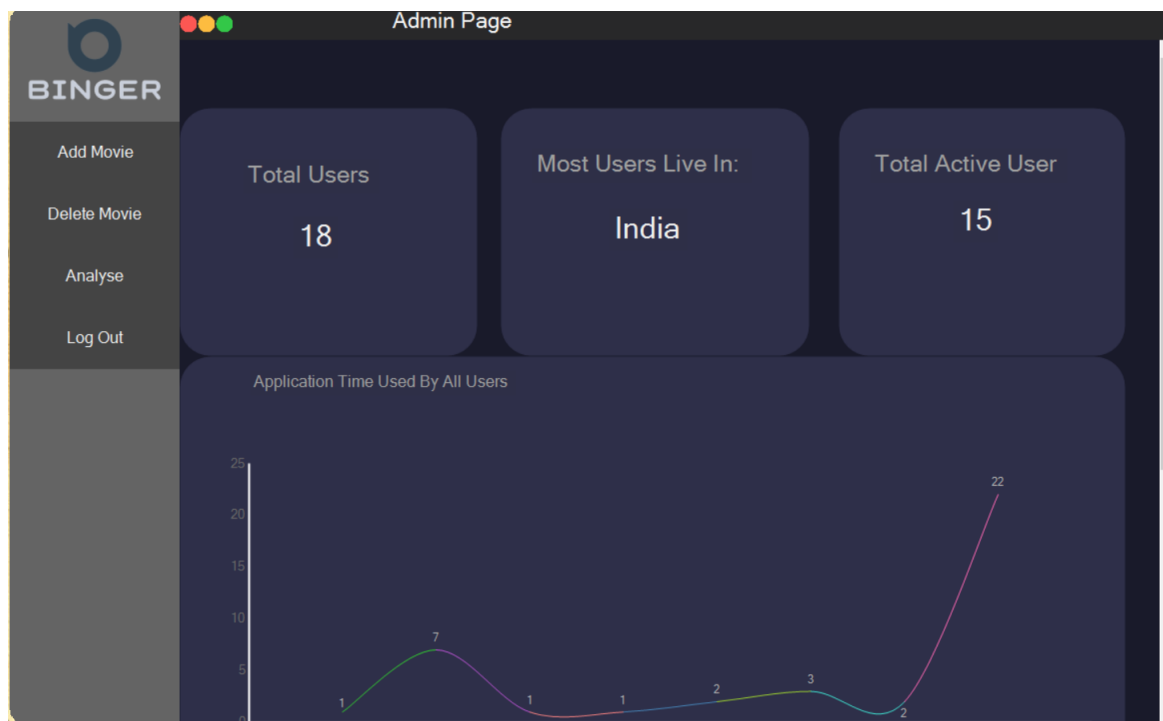 Admin Page
BINGER
Add Movie
Delete Movie
Analyse
Log Out
Total Users
18
Most Users Live In:
India
Total Active User
15
Application Time Used By All Users
25
20
15
10
5
0
1
7
1
1
2
3
2
22